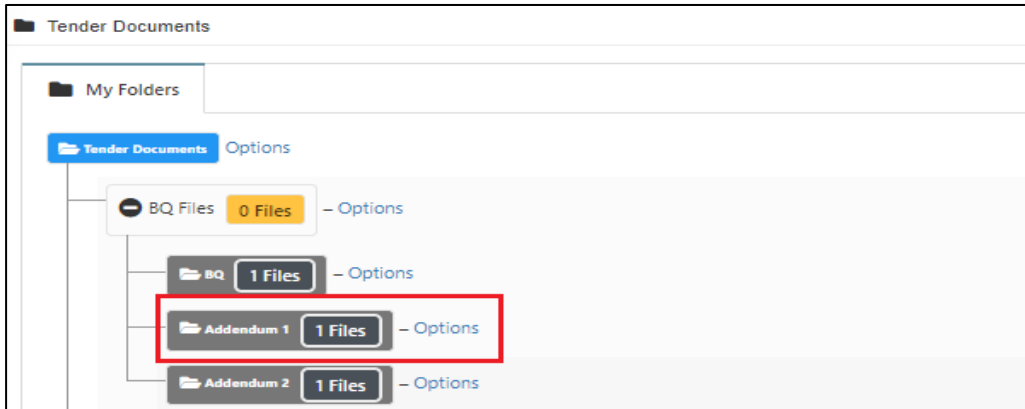 Tender Documents
My Folders
Tender Documents Options
BQ Files 0 Files – Options
BQ 1 Files – Options
Addendum 1 1 Files – Options
Addendum 2 1 Files – Options